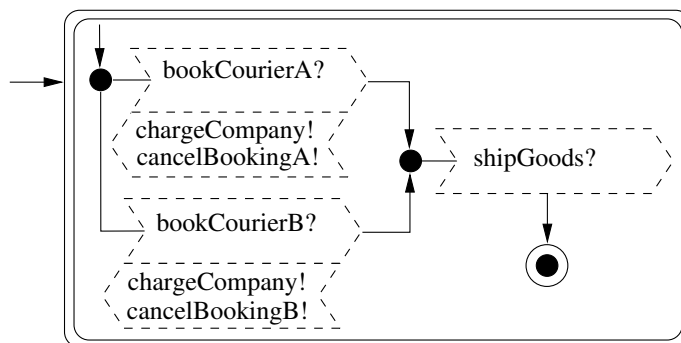 bookCourierA?
chargeCompany!
cancelBookingA!
shipGoods?
bookCourierB?
chargeCompany!
cancelBookingB!